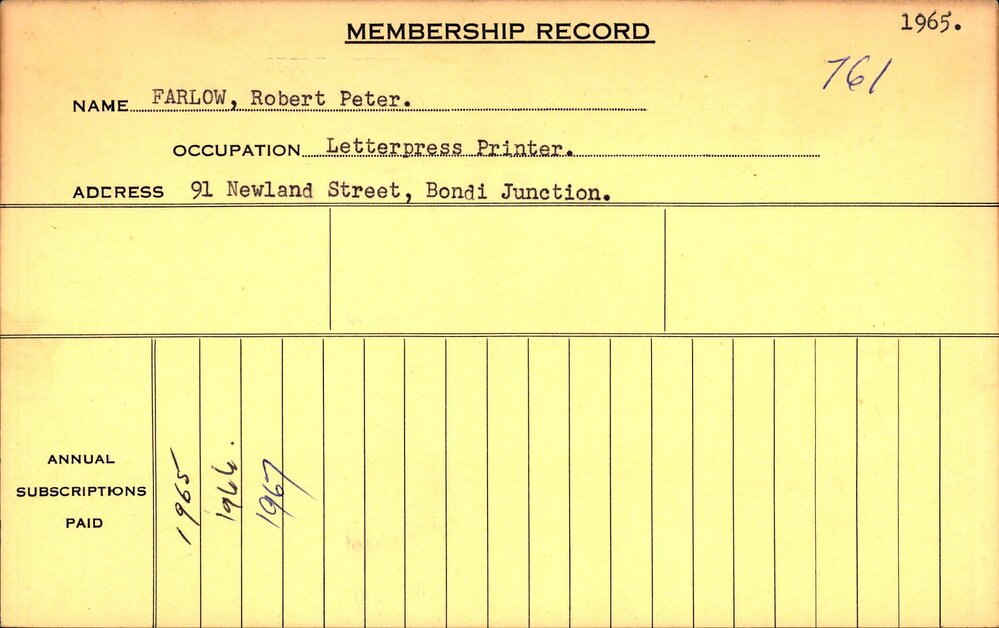 MEMBERSHIP RECORD
1965.
761
NAME FARLOW, Robert Peter.
OCCUPATION Letterpress Printer.
ADDRESS 91 Newland Street, Bondi Junction.
ANNUAL
SUBSCRIPTIONS
PAID
1965
1966.
1967